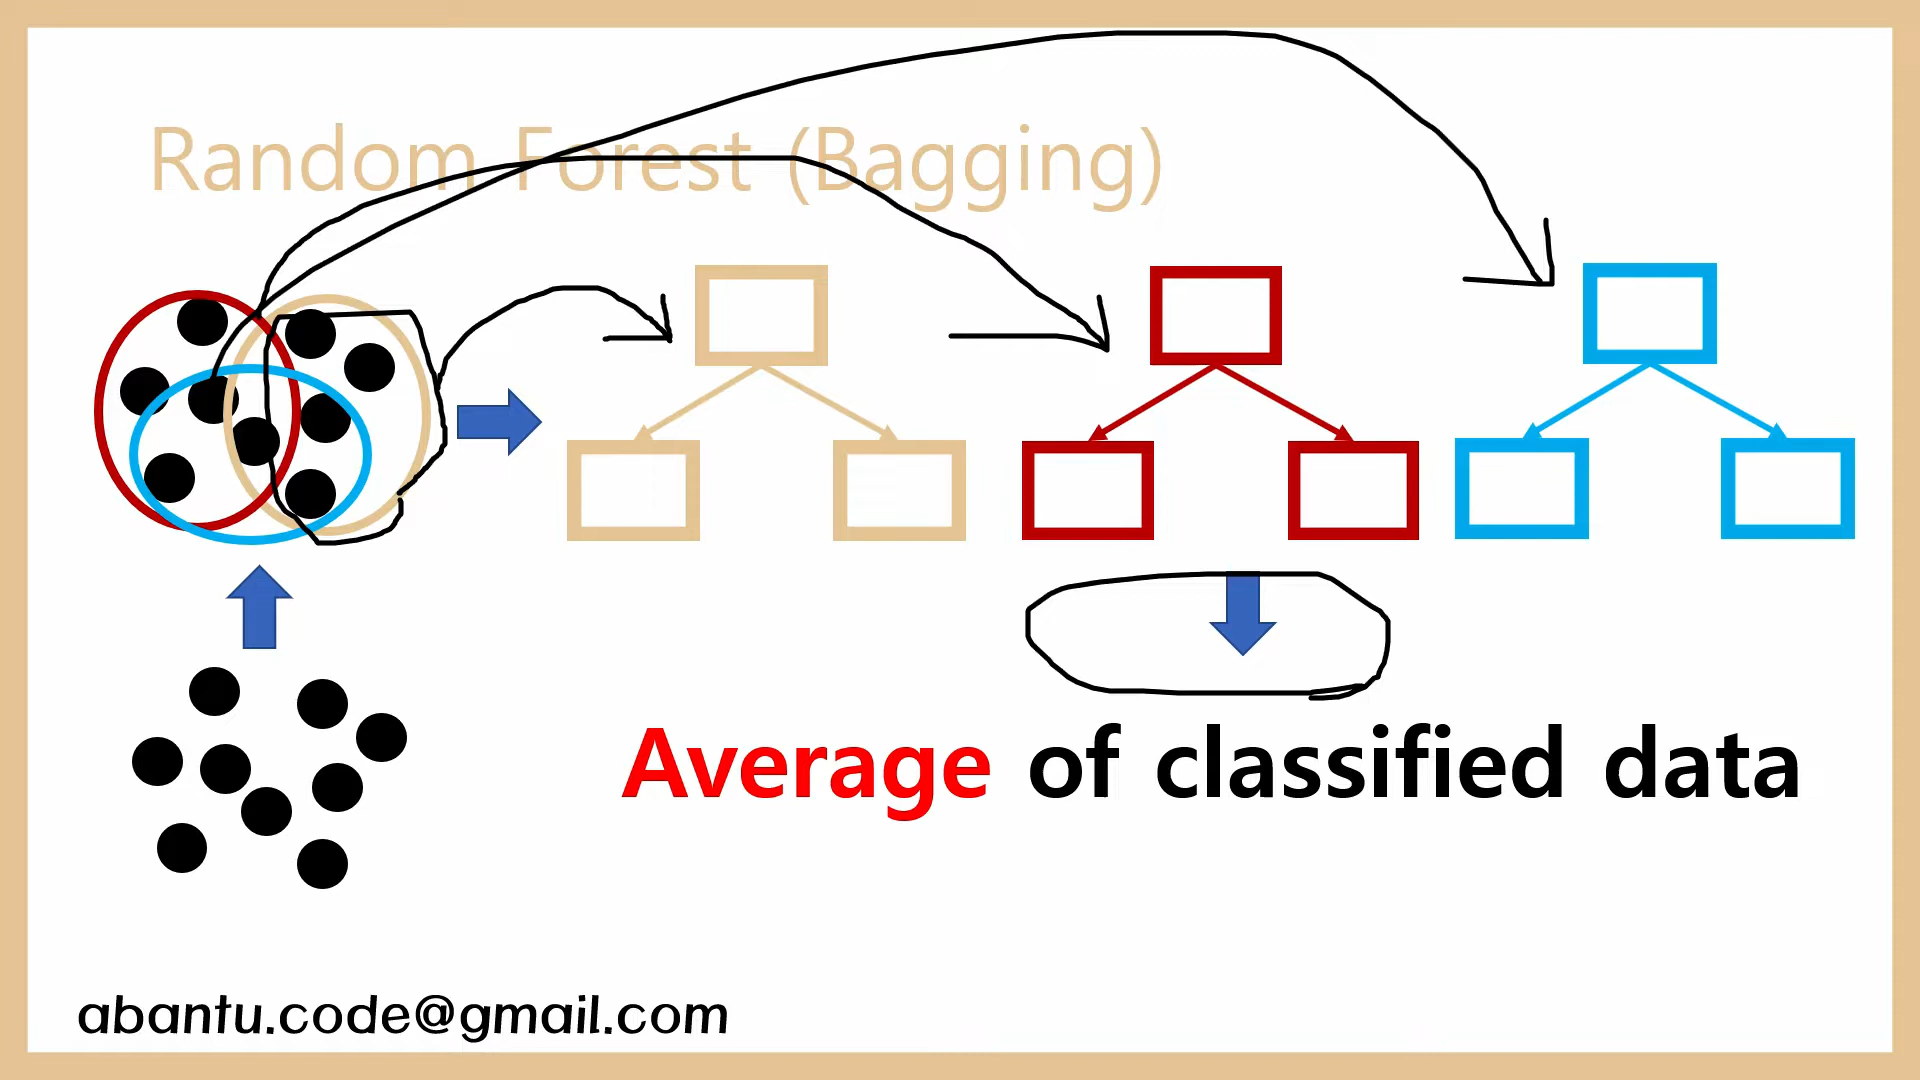 Random Forest (Bagging)
Average of classified data
abantu.code@gmail.com